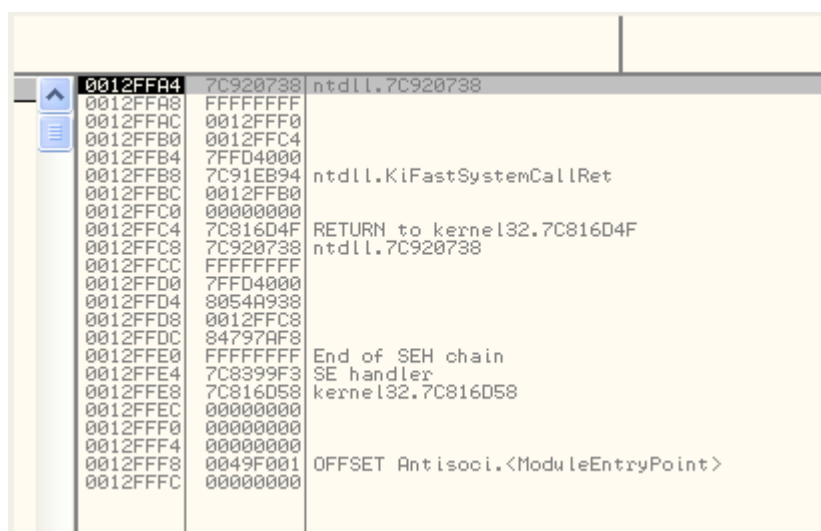 0012FFA4 7C920738 ntdll.7C920738
0012FFA8 FFFFFFFF
0012FFAC 0012FFF0
0012FFB0 0012FFC4
0012FFB4 7FFD4000
0012FFB8 7C91EB94 ntdll.KiFastSystemCallRet
0012FFBC 0012FFB0
0012FFC0 00000000
0012FFC4 7C816D4F RETURN to kernel32.7C816D4F
0012FFC8 7C920738 ntdll.7C920738
0012FFCC FFFFFFFF
0012FFD0 7FFD4000
0012FFD4 8054A938
0012FFD8 0012FFC8
0012FFDC 84797AF8
0012FFE0 FFFFFFFF End of SEH chain
0012FFE4 7C8399F3 SE handler
0012FFE8 7C816D58 kernel32.7C816D58
0012FFEC 00000000
0012FFF0 00000000
0012FFF4 00000000
0012FFF8 0049F001 OFFSET Antisoci.<ModuleEntryPoint>
0012FFFC 00000000